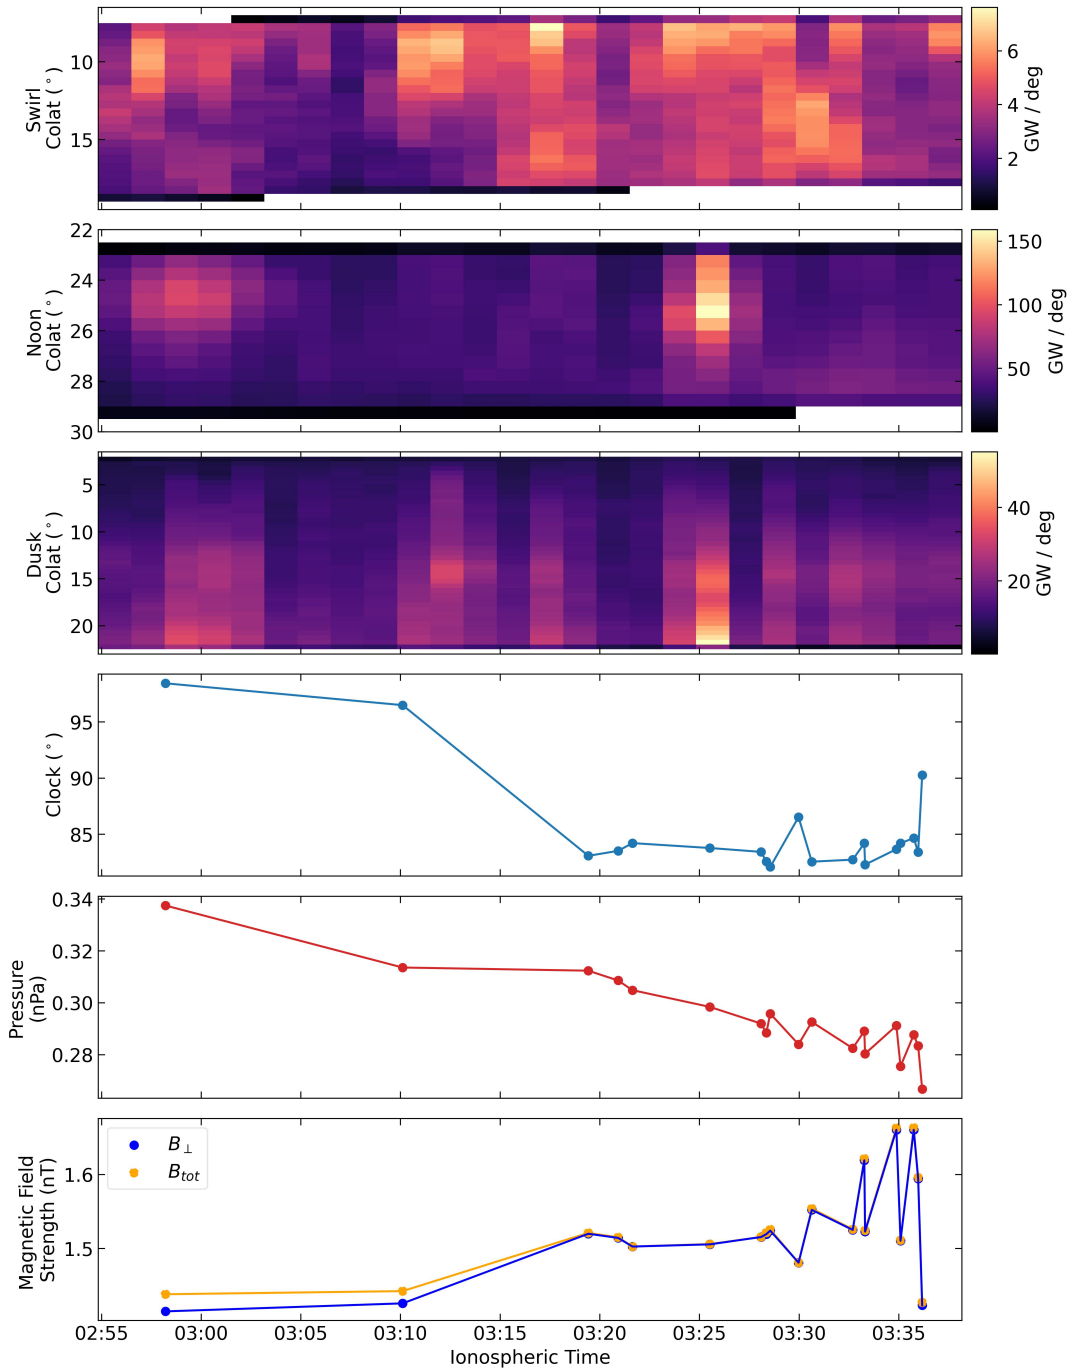 Swirl
Colat (°)
10
15
6
4
2
GW / deg
Noon
Colat (°)
22
24
26
28
30
150
100
50
GW / deg
Dusk
Colat (°)
5
10
15
20
40
20
GW / deg
Clock (°)
95
90
85
Pressure
(nPa)
0.34
0.32
0.30
0.28
Magnetic Field
Strength (nT)
1.6
1.5
B⊥
Btot
02:55 03:00 03:05 03:10 03:15 03:20 03:25 03:30 03:35
Ionospheric Time